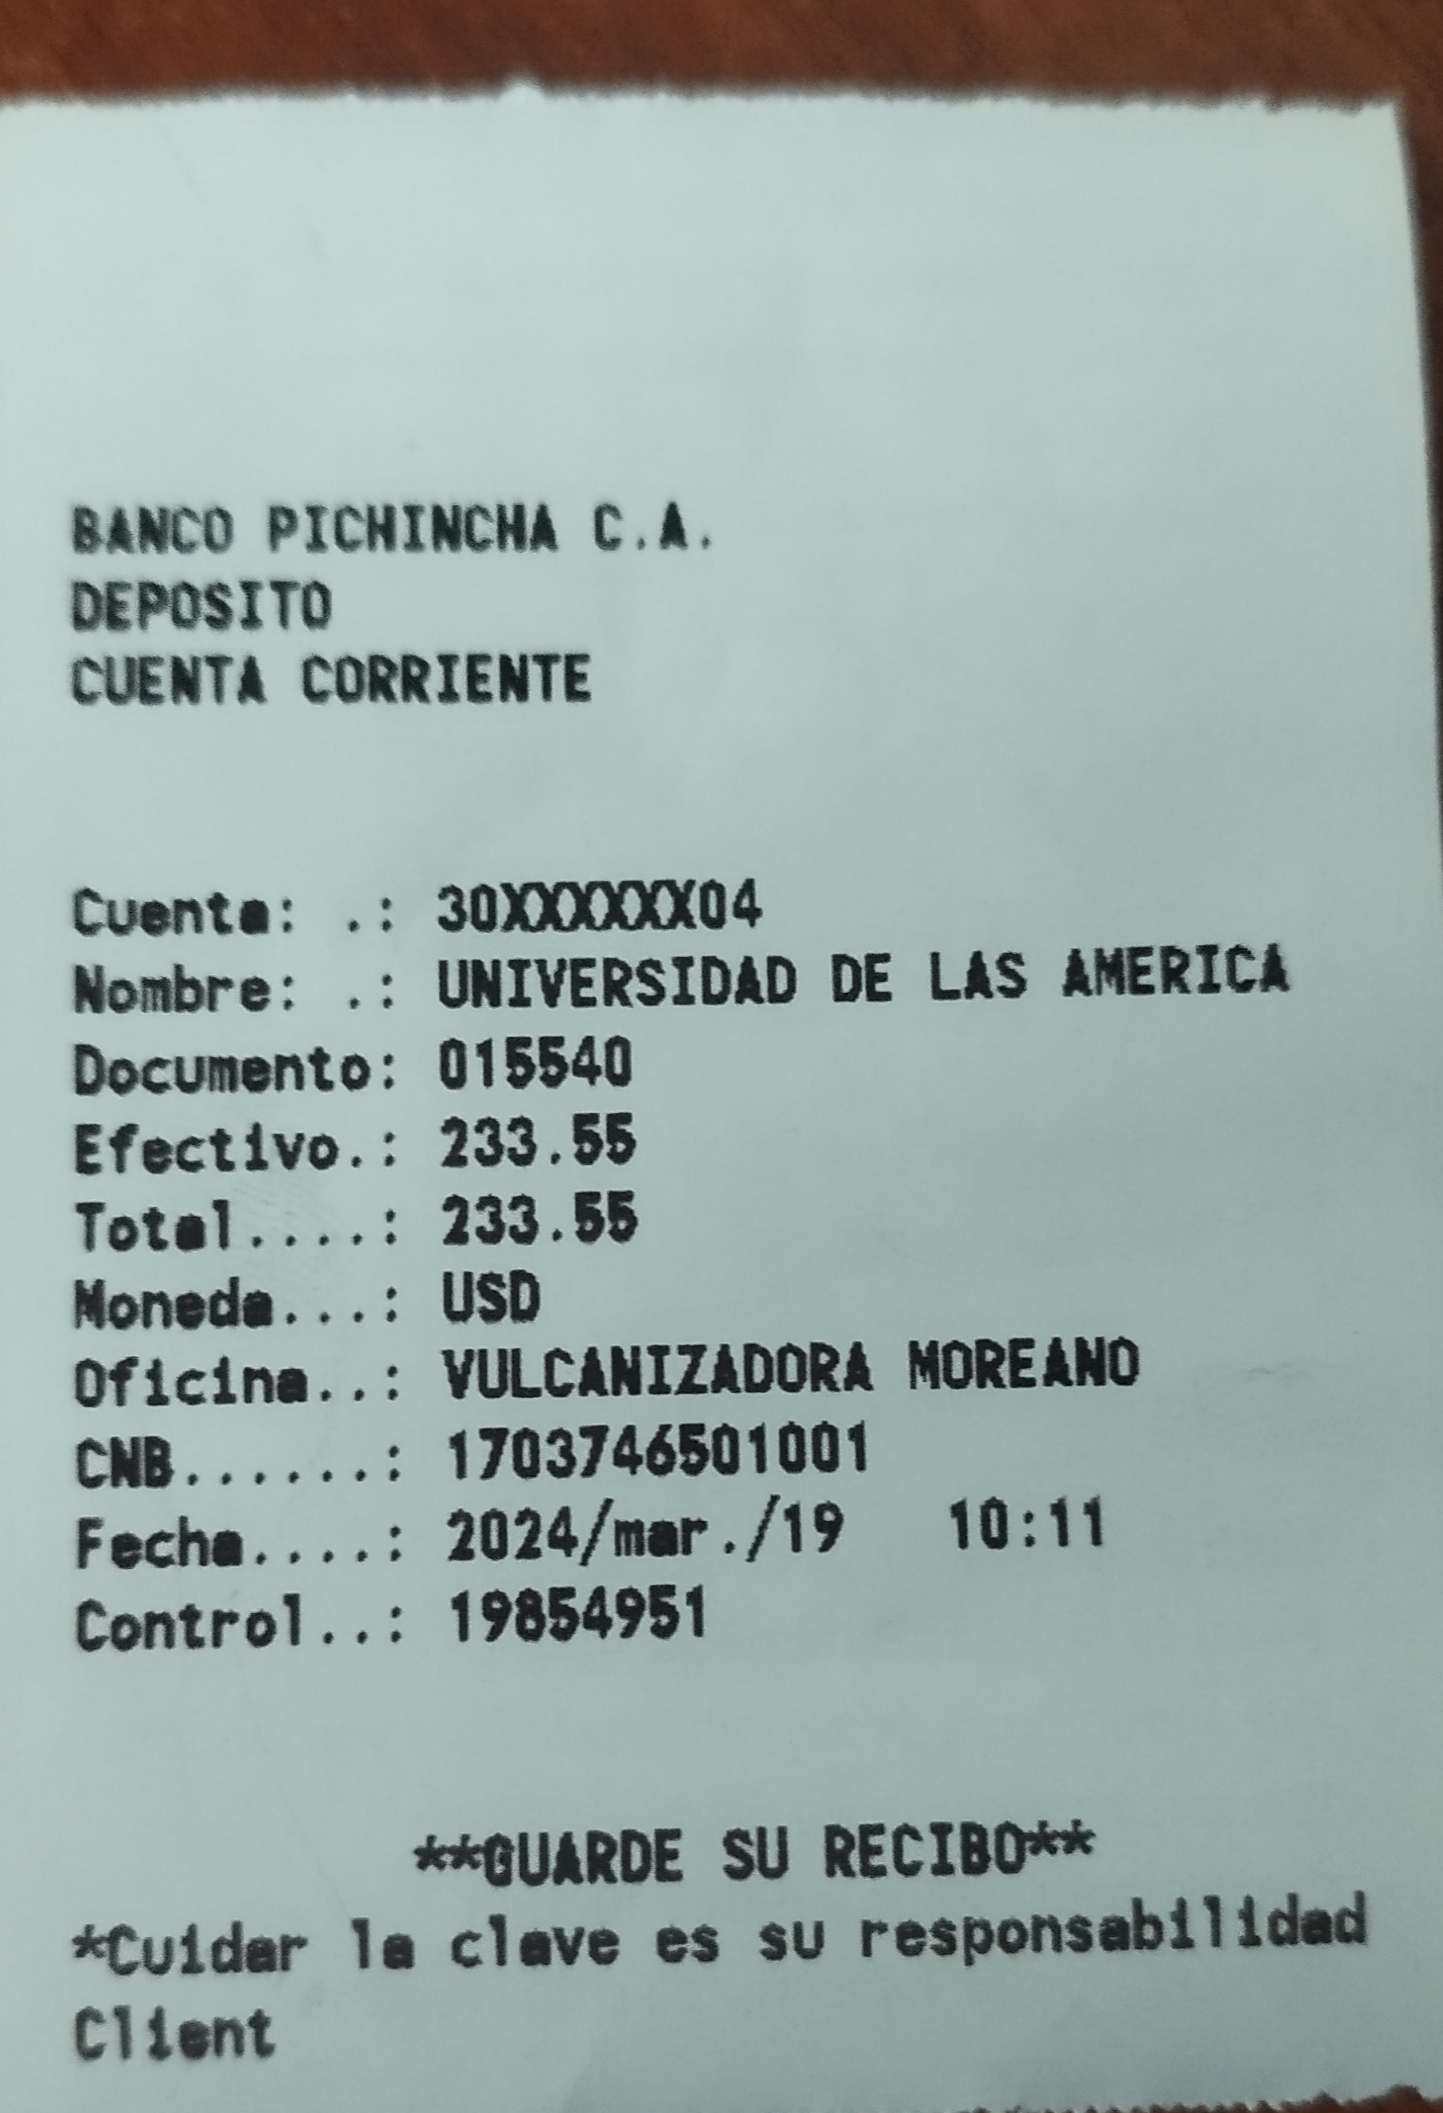 BANCO PICHINCHA C.A.
DEPOSITO
CUENTA CORRIENTE
Cuenta: .: 30XXXXXX04
Nombre: .: UNIVERSIDAD DE LAS AMERICA
Documento: 015540
Efectivo.: 233.55
Total....: 233.55
Moneda...: USD
Oficina..: VULCANIZADORA MOREANO
CNB......: 1703746501001
Fecha....: 2024/mar./19 10:11
Control..: 19854951
**GUARDE SU RECIBO**
*Cuidar la clave es su responsabilidad
Client